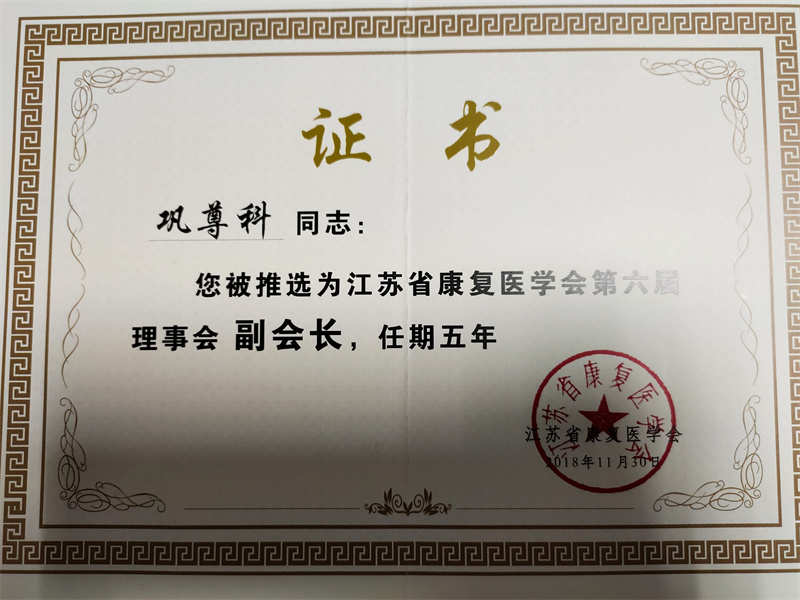 证书
巩尊科 同志：
您被推选为江苏省康复医学会第六届
理事会 副会长，任期五年
江苏省康复医学会
江苏省康复医学会
2018年11月30日